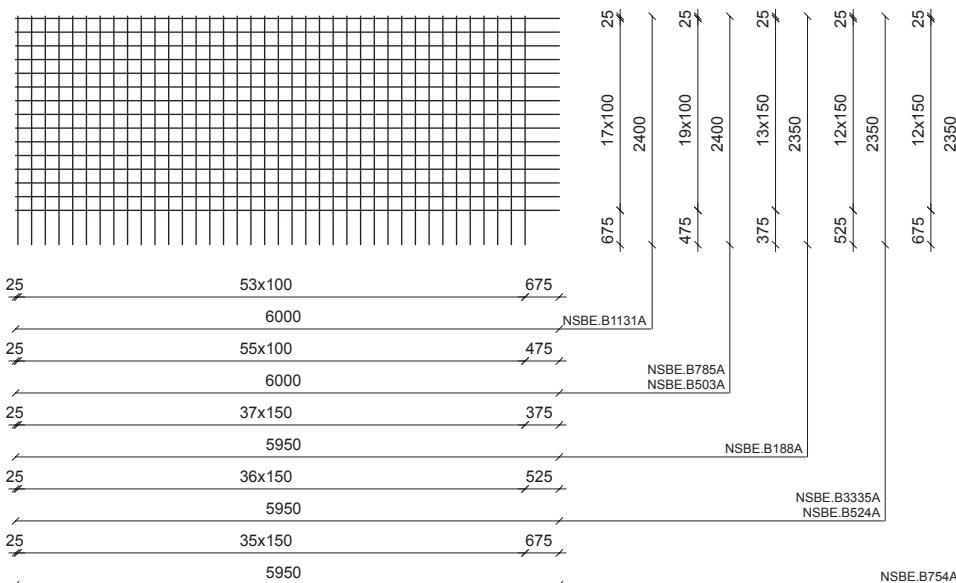 25 25 25 25 25
17x100 19x100 13x150 12x150 12x150
2400 2400 2350 2350 2350
675 475 375 525 675
25 53x100 675
6000
NSBE.B1131A
25 55x100 475
NSBE.B785A
6000 NSBE.B503A
25 37x150 375
5950 NSBE.B188A
25 36x150 525
NSBE.B3335A
5950 NSBE.B524A
25 35x150 675
5950 NSBE.B754A